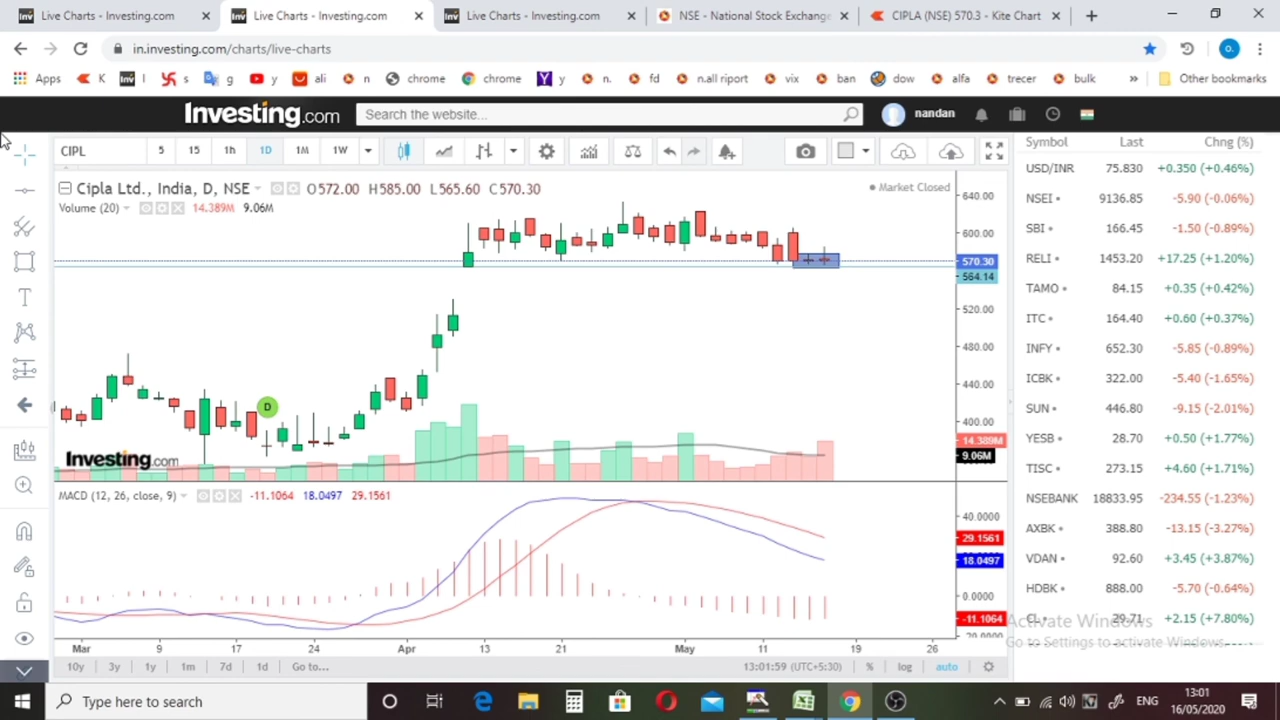 Live Charts - Investing.com
Live Charts - Investing.com
Live Charts - Investing.com
NSE - National Stock Exchange
CIPLA (NSE) 570.3 - Kite Chart
in.investing.com/charts/live-charts
o.
Apps K I s g y ali n chrome chrome y n. fd n.all riport vix ban dow alfa trecer bulk » Other bookmarks
Investing.com
Search the website...
nandan
CIPL 5 15 1h 1D 1M 1W
Symbol Last Chng (%)
Cipla Ltd., India, D, NSE O572.00 H585.00 L565.60 C570.30
Market Closed
Volume (20) 14.389M 9.06M
640.00
600.00
570.30
564.14
520.00
480.00
440.00
400.00
14.389M
9.06M
D
Investing.com
MACD (12, 26, close, 9) -11.1064 18.0497 29.1561
40.0000
29.1561
18.0497
0.0000
-11.1064
-20.0000
Mar 9 17 24 Apr 13 21 May 11 19 26
10y 3y 1y 1m 7d 1d Go to... 13:01:59 (UTC+5:30) % log auto
USD/INR 75.830 +0.350 (+0.46%)
NSEI 9136.85 -5.90 (-0.06%)
SBI 166.45 -1.50 (-0.89%)
RELI 1453.20 +17.25 (+1.20%)
TAMO 84.15 +0.35 (+0.42%)
ITC 164.40 +0.60 (+0.37%)
INFY 652.30 -5.85 (-0.89%)
ICBK 322.00 -5.40 (-1.65%)
SUN 446.80 -9.15 (-2.01%)
YESB 28.70 +0.50 (+1.77%)
TISC 273.15 +4.60 (+1.71%)
NSEBANK 18833.95 -234.55 (-1.23%)
AXBK 388.80 -13.15 (-3.27%)
VDAN 92.60 +3.45 (+3.87%)
HDBK 888.00 -5.70 (-0.64%)
CL 29.71 +2.15 (+7.80%)
Activate Windows
Go to Settings to activate Windows.
Type here to search
ENG
13:01
16/05/2020